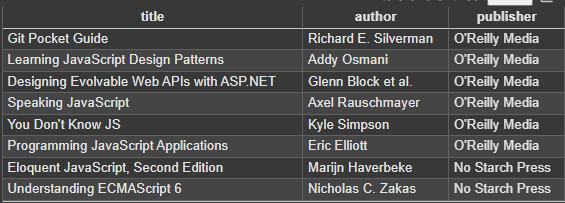 title author publisher
Git Pocket Guide Richard E. Silverman O'Reilly Media
Learning JavaScript Design Patterns Addy Osmani O'Reilly Media
Designing Evolvable Web APIs with ASP.NET Glenn Block et al. O'Reilly Media
Speaking JavaScript Axel Rauschmayer O'Reilly Media
You Don't Know JS Kyle Simpson O'Reilly Media
Programming JavaScript Applications Eric Elliott O'Reilly Media
Eloquent JavaScript, Second Edition Marijn Haverbeke No Starch Press
Understanding ECMAScript 6 Nicholas C. Zakas No Starch Press